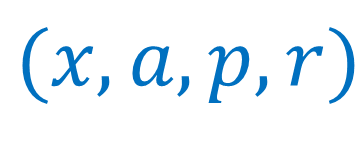 (x, a, p, r)